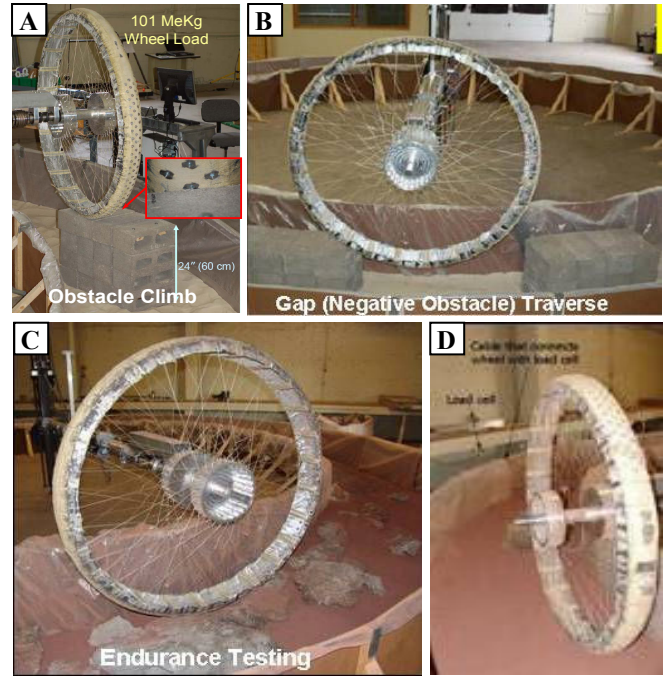 A
101 MeKg
Wheel Load
24" (60 cm)
Obstacle Climb
B
Gap (Negative Obstacle) Traverse
C
Endurance Testing
D
Cable that connects
wheel with load cell
Load cell